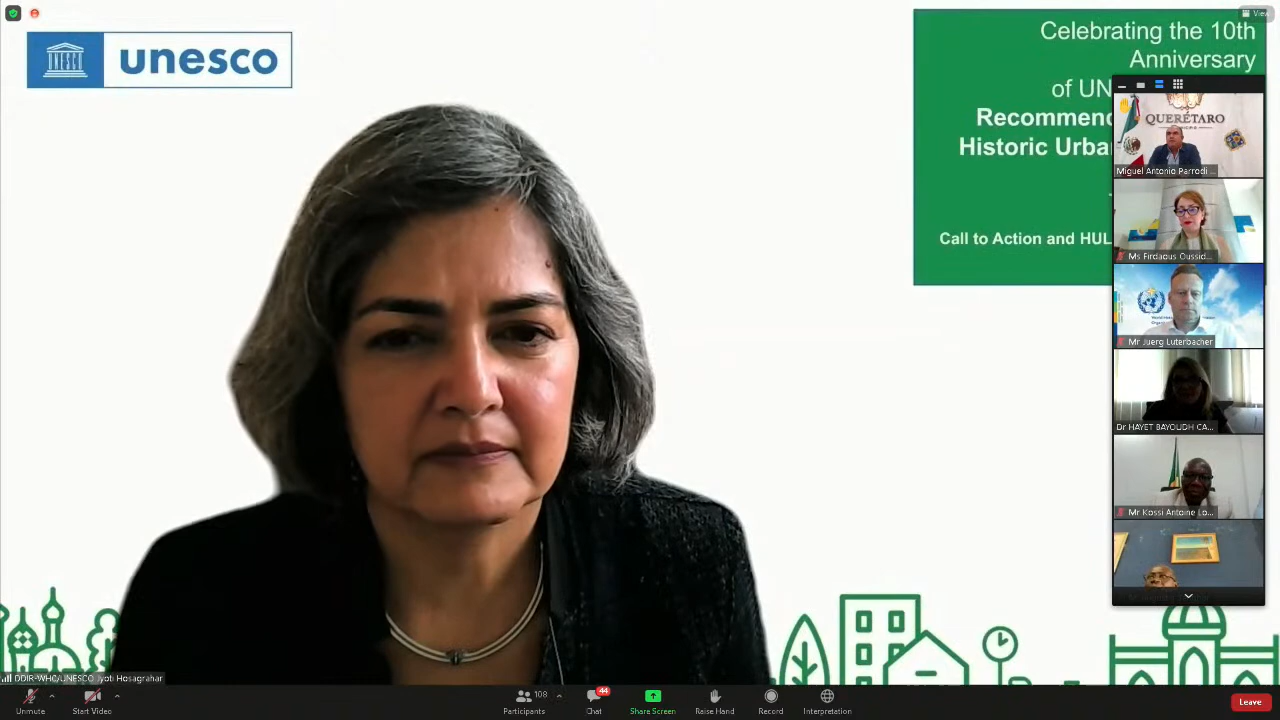 View
unesco
Celebrating the 10th
Anniversary
of UN
Recommend
Historic Urba
Call to Action and HUL
QUERÉTARO
Miguel Antonio Parrodi ...
Ms Firdaous Oussid...
Mr Juerg Luterbacher
Dr HAYET BAYOUDH CA...
Mr Kossi Antoine Lo...
DDIR-WHC/UNESCO Jyoti Hosagrahar
Unmute
Start Video
108
Participants
44
Chat
Share Screen
Raise Hand
Record
Interpretation
Leave